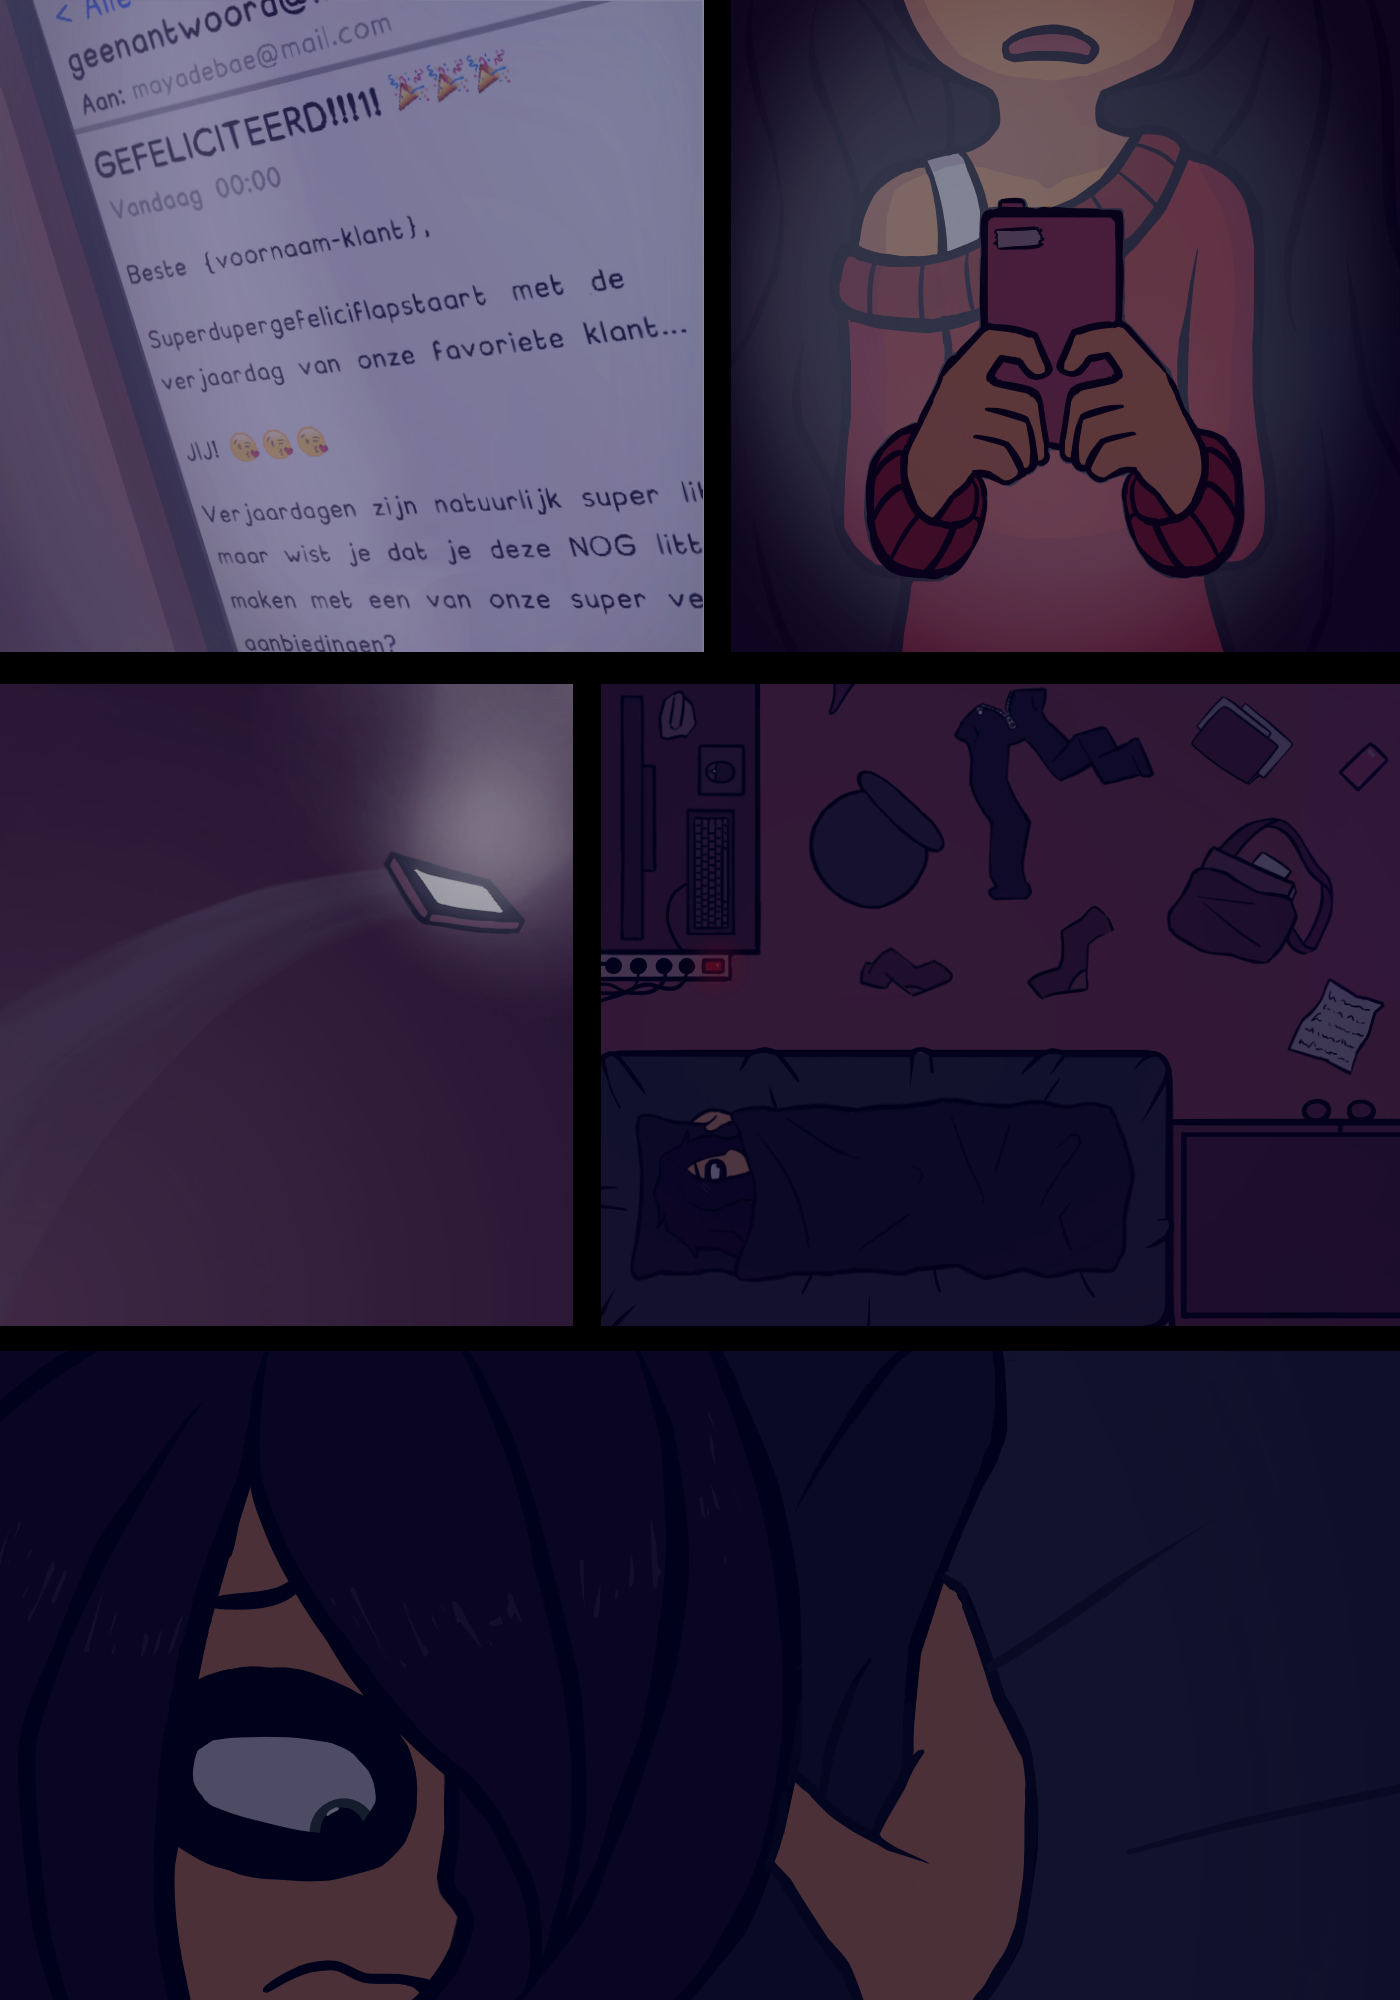 < Alle
geenantwoord@
Aan: mayadebae@mail.com
GEFELICITEERD!!!1! 🎉🎉🎉
Vandaag 00:00
Beste {voornaam-klant},
Superdupergefeliciflapstaart met de
verjaardag van onze favoriete klant...
JIJ! 😘😘😘
Verjaardagen zijn natuurlijk super
maar wist je dat je deze NOG
maken met een van onze super
aanbiedingen?